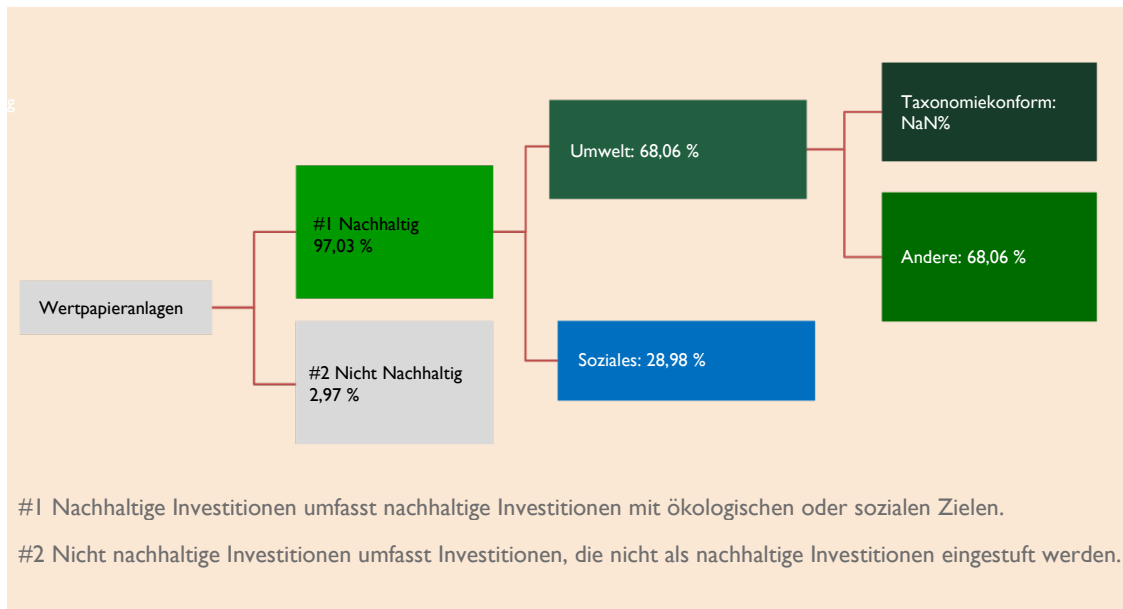 Wertpapieranlagen
#1 Nachhaltig
97,03 %
#2 Nicht Nachhaltig
2,97 %
Umwelt: 68,06 %
Soziales: 28,98 %
Taxonomiekonform:
NaN%
Andere: 68,06 %
#1 Nachhaltige Investitionen umfasst nachhaltige Investitionen mit ökologischen oder sozialen Zielen.
#2 Nicht nachhaltige Investitionen umfasst Investitionen, die nicht als nachhaltige Investitionen eingestuft werden.